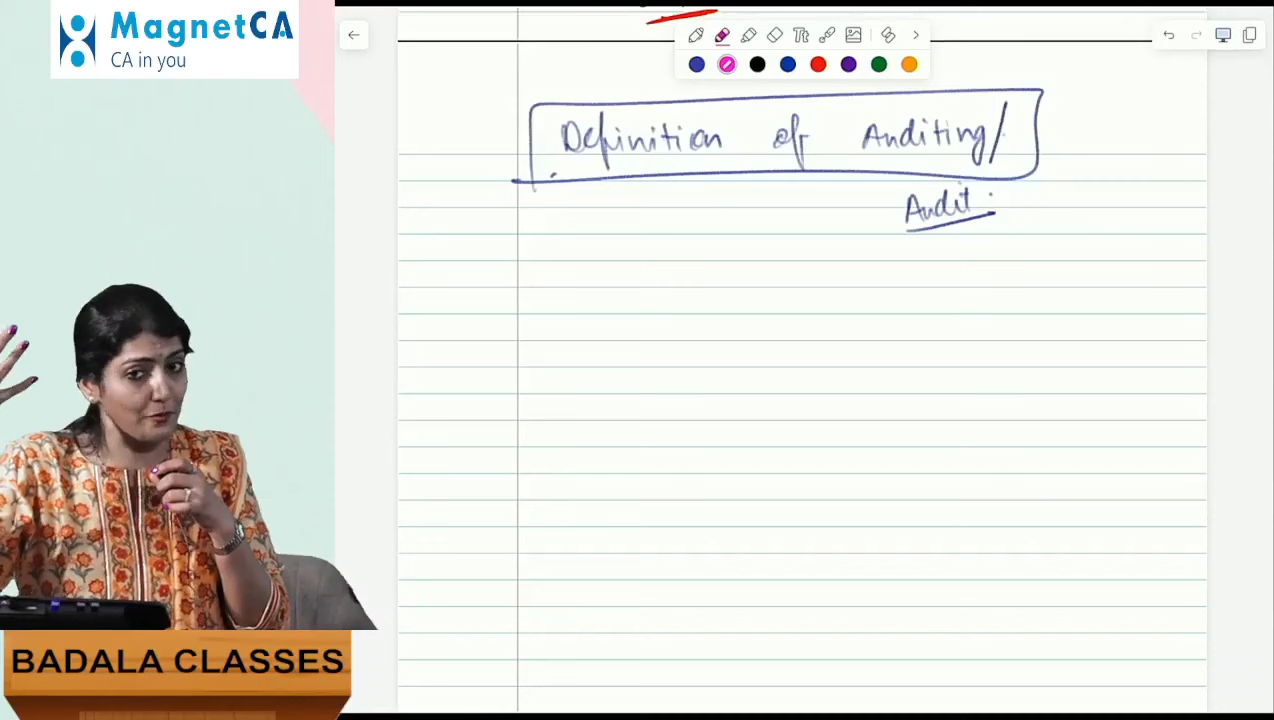 MagnetCA
CA in you
Definition of Auditing/
Audit :
BADALA CLASSES